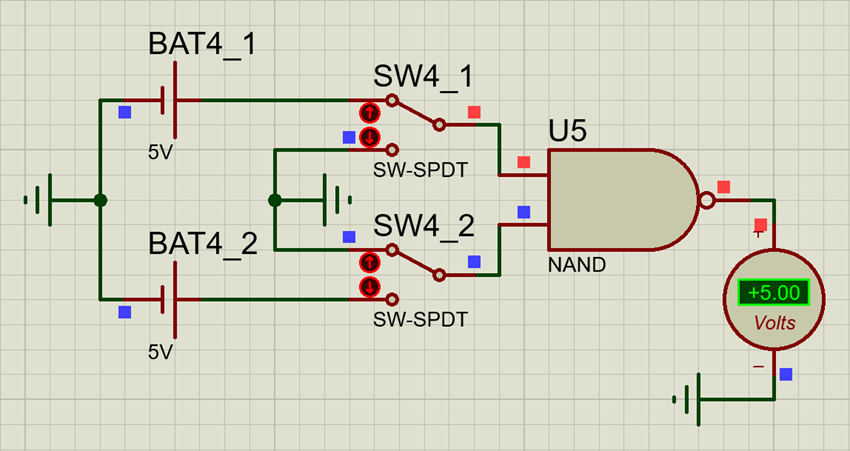 BAT4_1
5V
SW4_1
SW-SPDT
BAT4_2
5V
SW4_2
SW-SPDT
U5
NAND
+
+5.00
Volts
−